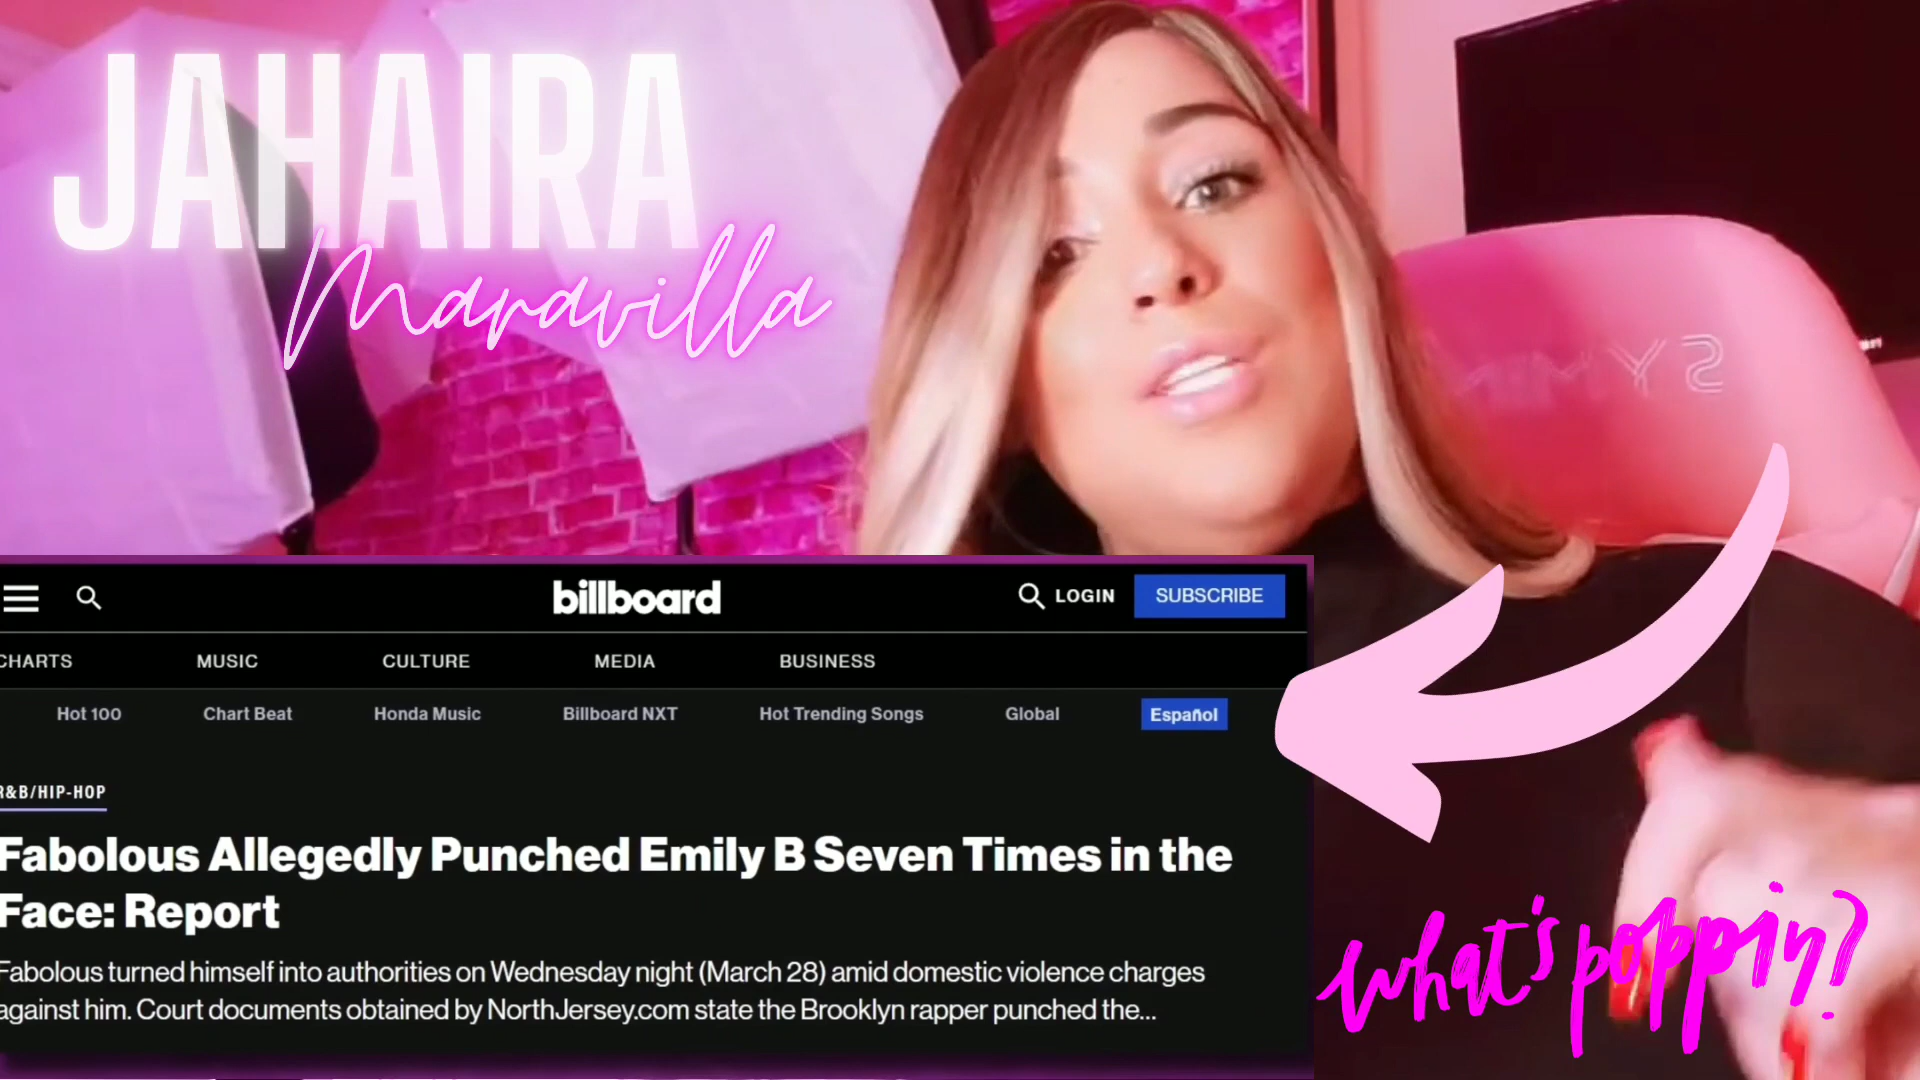 JAHAIRA
Maravilla
billboard
LOGIN
SUBSCRIBE
CHARTS MUSIC CULTURE MEDIA BUSINESS
Hot 100 Chart Beat Honda Music Billboard NXT Hot Trending Songs Global Español
R&B/HIP-HOP
Fabolous Allegedly Punched Emily B Seven Times in the
Face: Report
Fabolous turned himself into authorities on Wednesday night (March 28) amid domestic violence charges
against him. Court documents obtained by NorthJersey.com state the Brooklyn rapper punched the...
what's poppin?